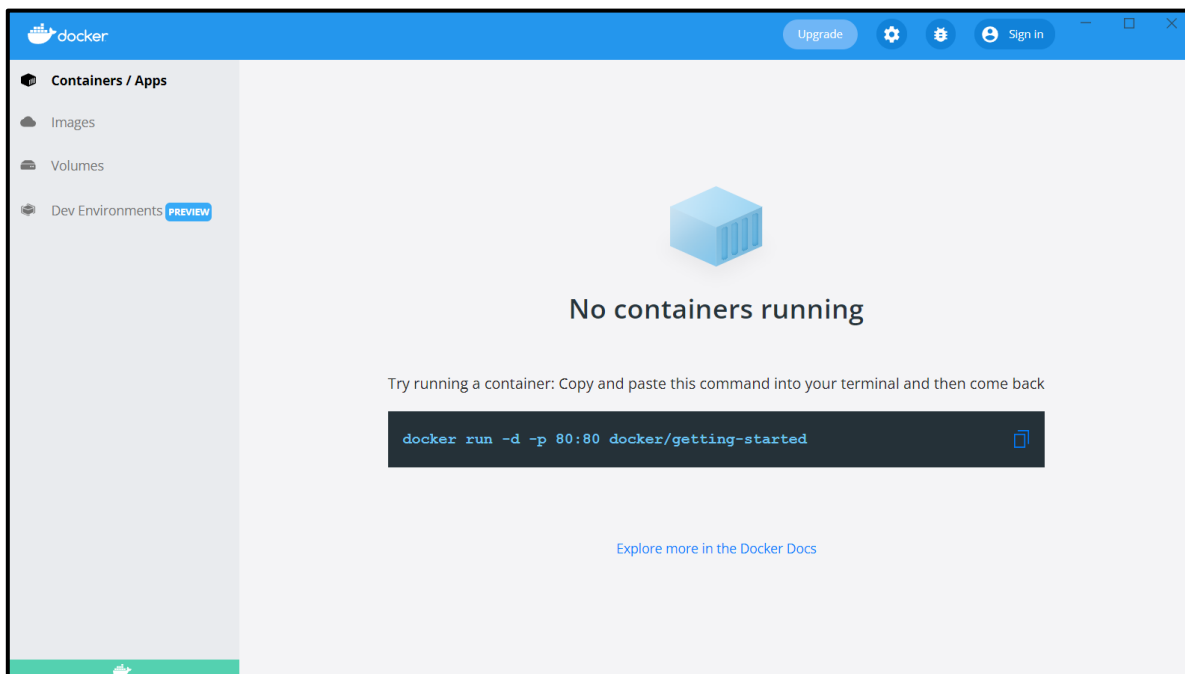 docker
Upgrade
Sign in
Containers / Apps
Images
Volumes
Dev Environments PREVIEW
No containers running
Try running a container: Copy and paste this command into your terminal and then come back
docker run -d -p 80:80 docker/getting-started
Explore more in the Docker Docs